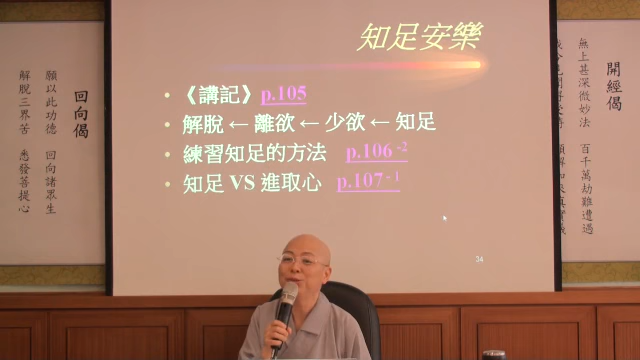 知足安樂
• 《講記》p.105
• 解脫 ← 離欲 ← 少欲 ← 知足
• 練習知足的方法 p.106 -2
• 知足 VS 進取心 p.107 -1
34
開經偈
無上甚深微妙法 百千萬劫難遭遇
回向偈
願以此功德 回向諸眾生
解脫三界苦 悉發菩提心